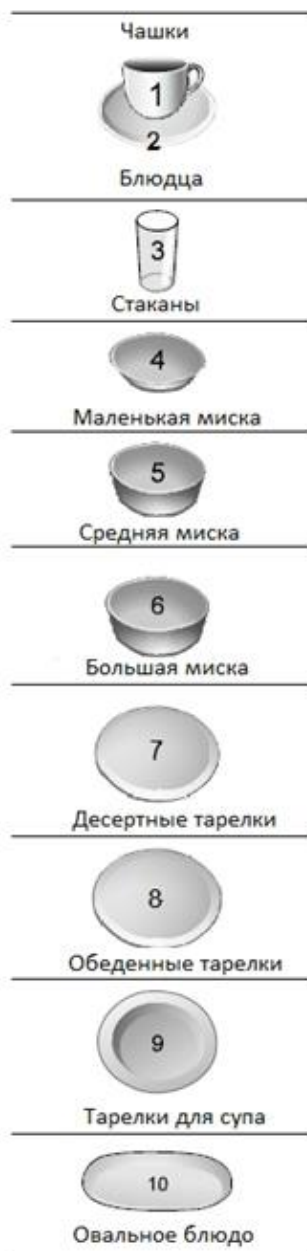 Чашки
1
2
Блюдца
3
Стаканы
4
Маленькая миска
5
Средняя миска
6
Большая миска
7
Десертные тарелки
8
Обеденные тарелки
9
Тарелки для супа
10
Овальное блюдо